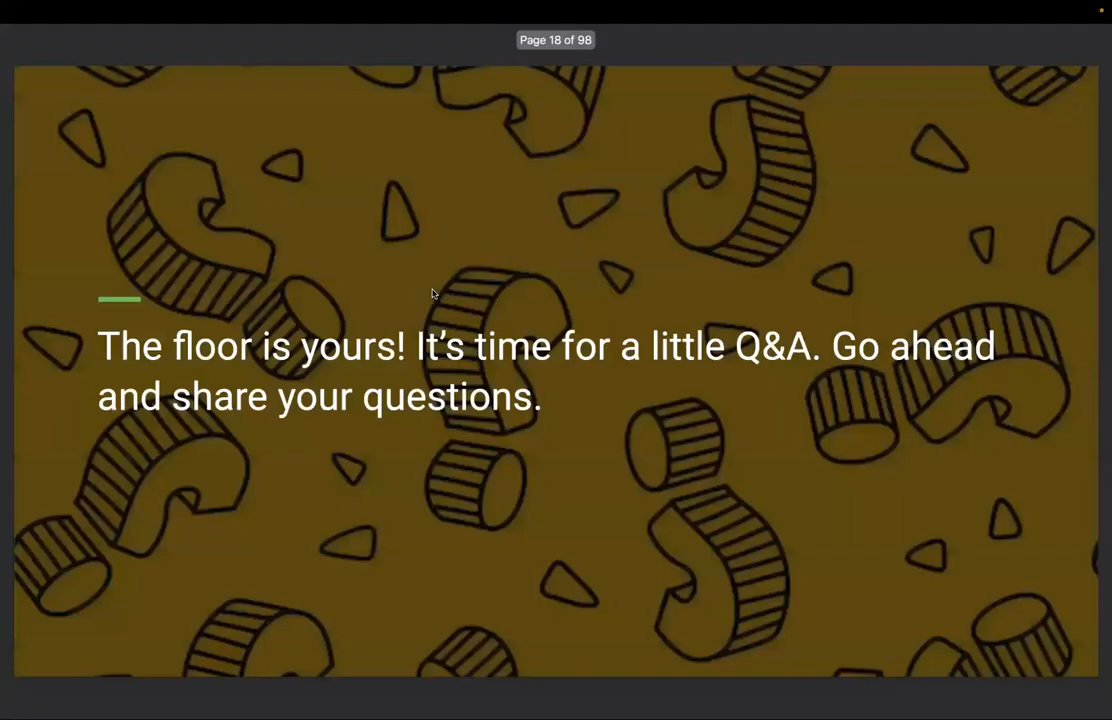 Page 18 of 98
The floor is yours! It’s time for a little Q&A. Go ahead
and share your questions.